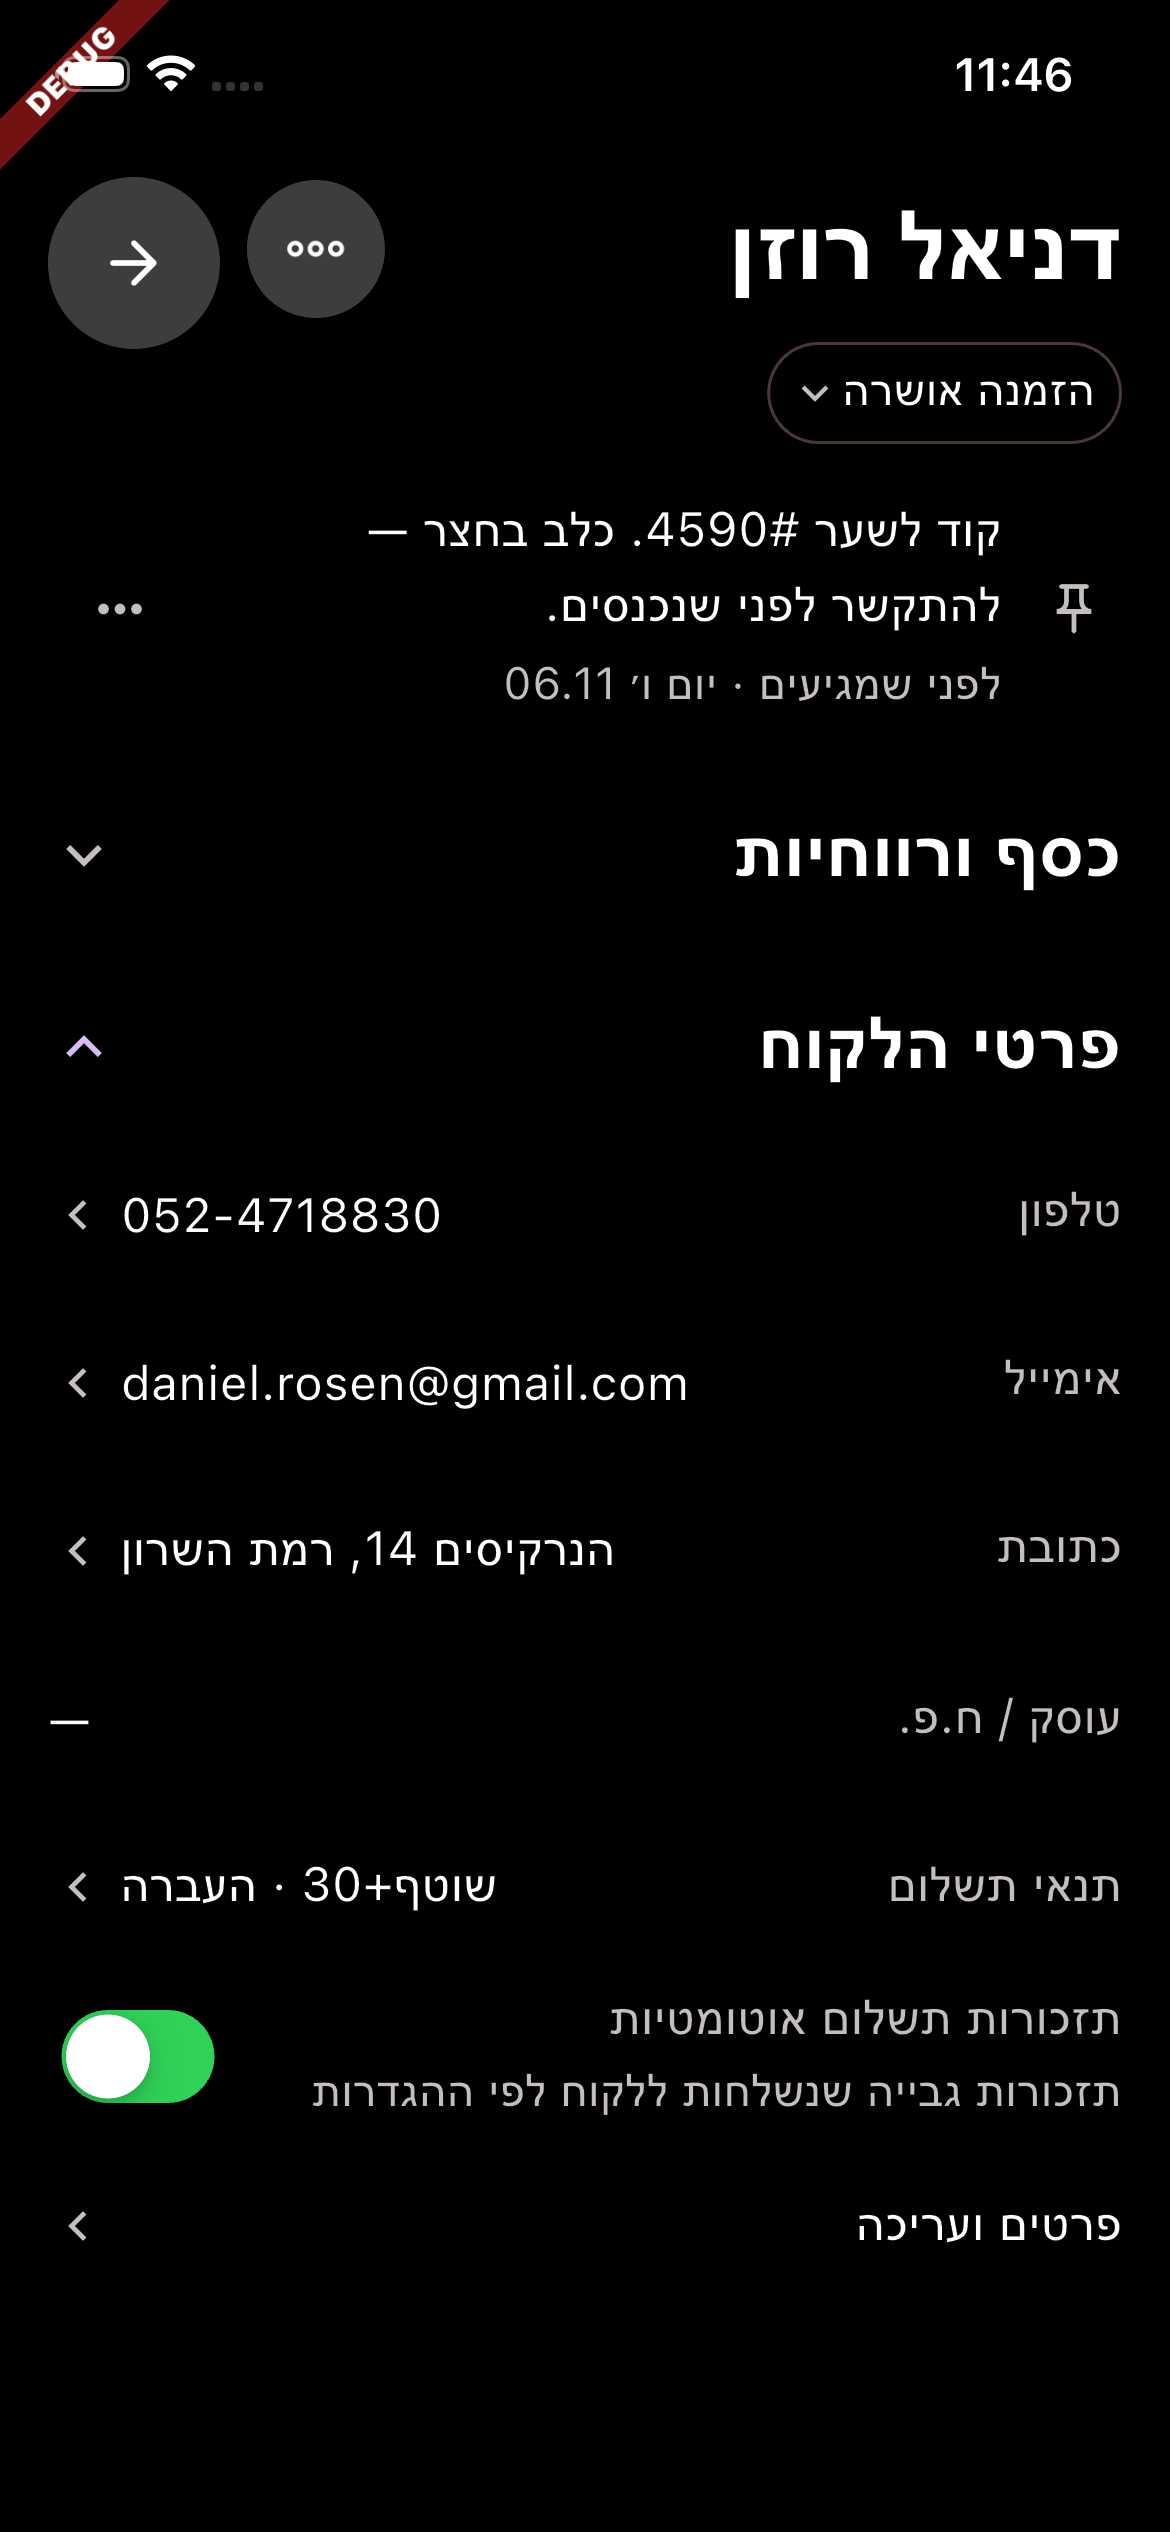 DEBUG
11:46
דניאל רוזן
הזמנה אושרה
קוד לשער #4590. כלב בחצר —
להתקשר לפני שנכנסים.
לפני שמגיעים · יום ו׳ 06.11
כסף ורווחיות
פרטי הלקוח
טלפון 052-4718830
אימייל daniel.rosen@gmail.com
כתובת הנרקיסים 14, רמת השרון
עוסק / ח.פ. —
תנאי תשלום שוטף+30 · העברה
תזכורות תשלום אוטומטיות
תזכורות גבייה שנשלחות ללקוח לפי ההגדרות
פרטים ועריכה